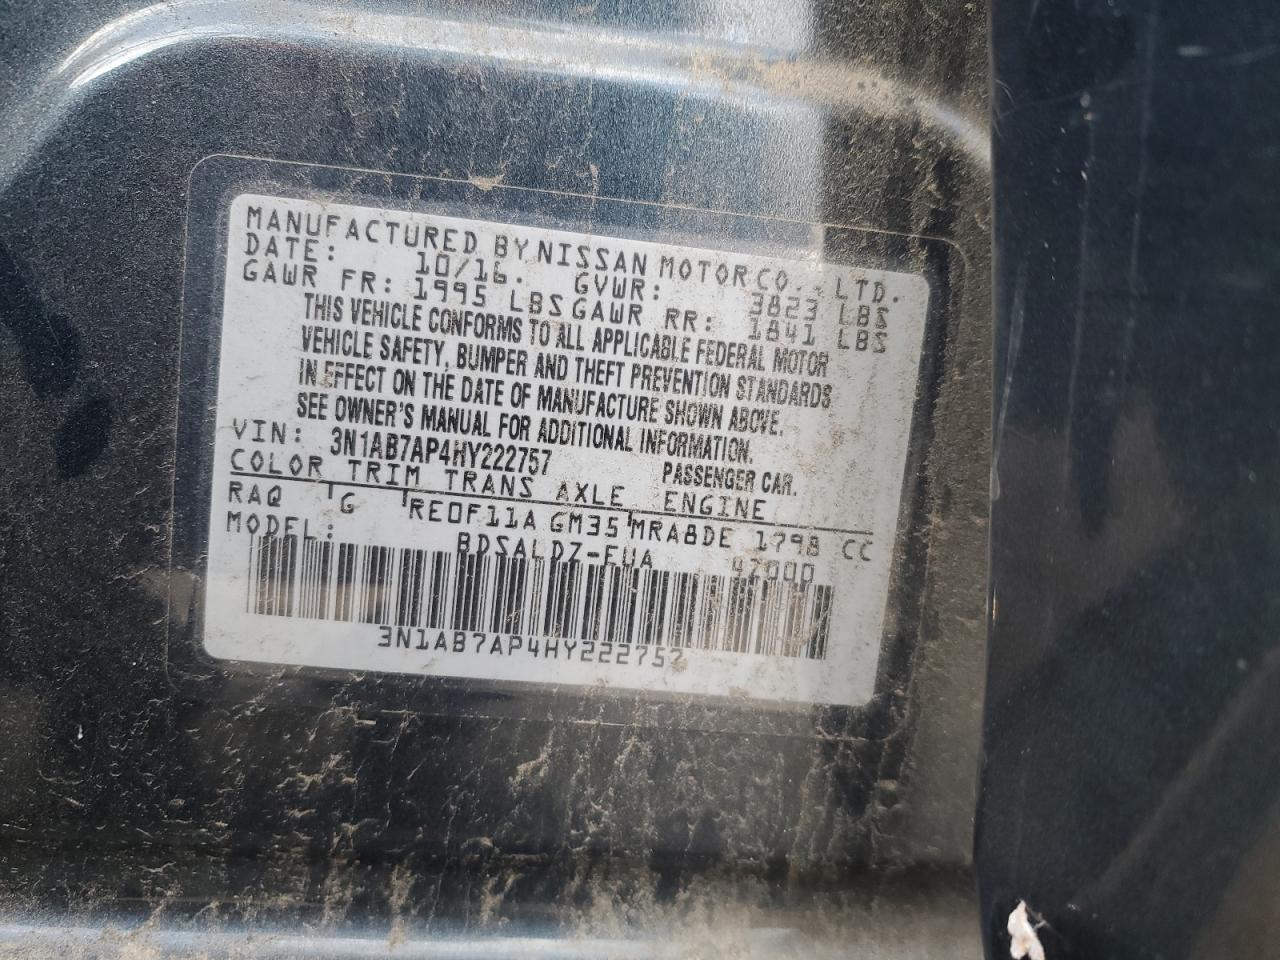 MANUFACTURED BY NISSAN MOTOR CO., LTD.
DATE: 10/16. GVWR: 3823 LBS
GAWR FR: 1995 LBS GAWR RR: 1841 LBS
THIS VEHICLE CONFORMS TO ALL APPLICABLE FEDERAL MOTOR
VEHICLE SAFETY, BUMPER AND THEFT PREVENTION STANDARDS
IN EFFECT ON THE DATE OF MANUFACTURE SHOWN ABOVE.
SEE OWNER'S MANUAL FOR ADDITIONAL INFORMATION.
VIN: 3N1AB7AP4HY222757 PASSENGER CAR.
COLOR TRIM TRANS AXLE ENGINE
RAQ G RE0F11A GM35 MRA8DE 1798 CC
MODEL: BDSALDZ-EUA
3N1AB7AP4HY222757